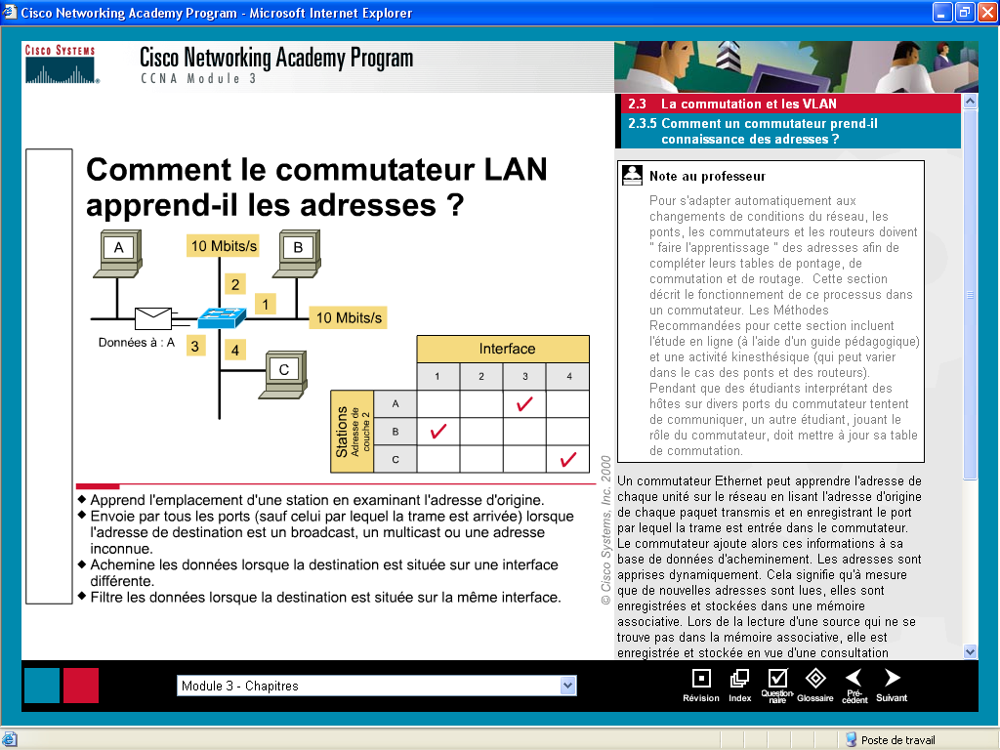 Cisco Networking Academy Program - Microsoft Internet Explorer
CISCO SYSTEMS
Cisco Networking Academy Program
CCNA Module 3
2.3 La commutation et les VLAN
2.3.5 Comment un commutateur prend-il
connaissance des adresses ?
Comment le commutateur LAN
apprend-il les adresses ?
A
10 Mbits/s
B
2
1
10 Mbits/s
Données à : A
3
4
C
Interface
1 2 3 4
Stations
Adresse de
couche 2
A
B
C
Apprend l'emplacement d'une station en examinant l'adresse d'origine.
Envoie par tous les ports (sauf celui par lequel la trame est arrivée) lorsque
l'adresse de destination est un broadcast, un multicast ou une adresse
inconnue.
Achemine les données lorsque la destination est située sur une interface
différente.
Filtre les données lorsque la destination est située sur la même interface.
© Cisco Systems, Inc. 2000
Note au professeur
Pour s'adapter automatiquement aux
changements de conditions du réseau, les
ponts, les commutateurs et les routeurs doivent
" faire l'apprentissage " des adresses afin de
compléter leurs tables de pontage, de
commutation et de routage. Cette section
décrit le fonctionnement de ce processus dans
un commutateur. Les Méthodes
Recommandées pour cette section incluent
l'étude en ligne (à l'aide d'un guide pédagogique)
et une activité kinesthésique (qui peut varier
dans le cas des ponts et des routeurs).
Pendant que des étudiants interprétant des
hôtes sur divers ports du commutateur tentent
de communiquer, un autre étudiant, jouant le
rôle du commutateur, doit mettre à jour sa table
de commutation.
Un commutateur Ethernet peut apprendre l'adresse de
chaque unité sur le réseau en lisant l'adresse d'origine
de chaque paquet transmis et en enregistrant le port
par lequel la trame est entrée dans le commutateur.
Le commutateur ajoute alors ces informations à sa
base de données d'acheminement. Les adresses sont
apprises dynamiquement. Cela signifie qu'à mesure
que de nouvelles adresses sont lues, elles sont
enregistrées et stockées dans une mémoire
associative. Lors de la lecture d'une source qui ne se
trouve pas dans la mémoire associative, elle est
enregistrée et stockée en vue d'une consultation
Module 3 - Chapitres
Révision
Index
Question-
naire
Glossaire
Pré-
cédent
Suivant
Poste de travail